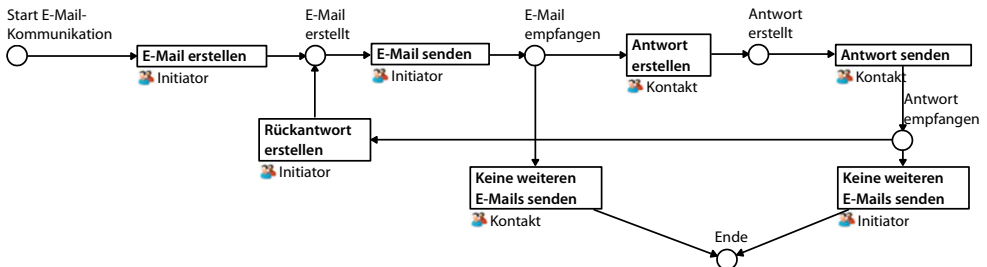 Start E-Mail-
Kommunikation
E-Mail erstellen
Initiator
E-Mail
erstellt
E-Mail senden
Initiator
E-Mail
empfangen
Antwort
erstellen
Kontakt
Antwort
erstellt
Antwort senden
Kontakt
Antwort
empfangen
Rückantwort
erstellen
Initiator
Keine weiteren
E-Mails senden
Kontakt
Keine weiteren
E-Mails senden
Initiator
Ende